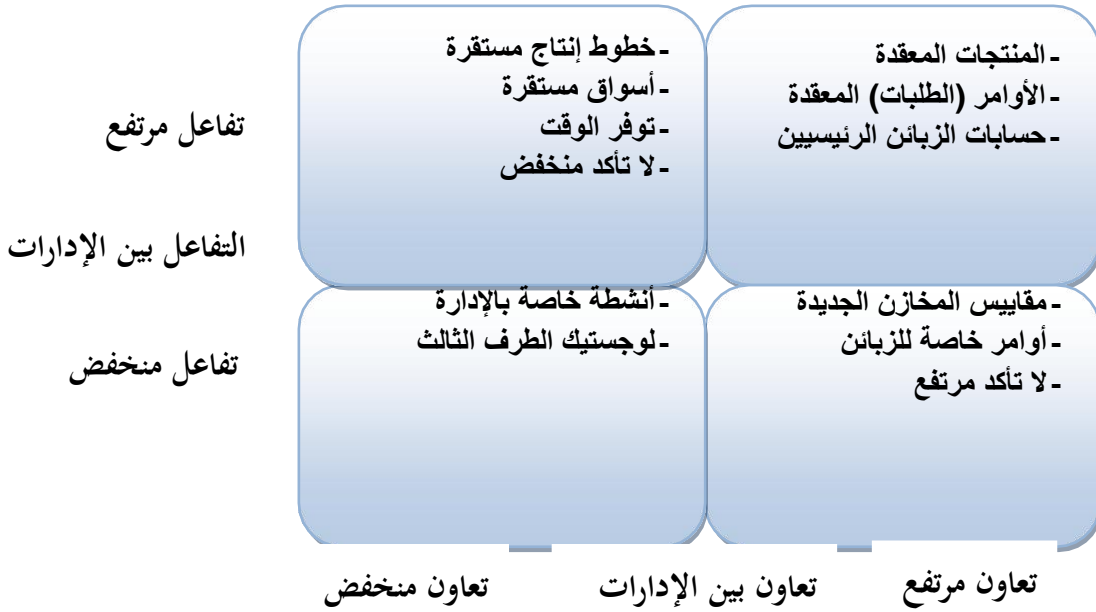 - المنتجات المعقدة
- الأوامر (الطلبات) المعقدة
- حسابات الزبائن الرئيسيين
- خطوط إنتاج مستقرة
- أسواق مستقرة
- توفر الوقت
- لا تأكد منخفض
تفاعل مرتفع
التفاعل بين الإدارات
- مقاييس المخازن الجديدة
- أوامر خاصة للزبائن
- لا تأكد مرتفع
- أنشطة خاصة بالإدارة
- لوجستيك الطرف الثالث
تفاعل منخفض
تعاون مرتفع
تعاون بين الإدارات
تعاون منخفض